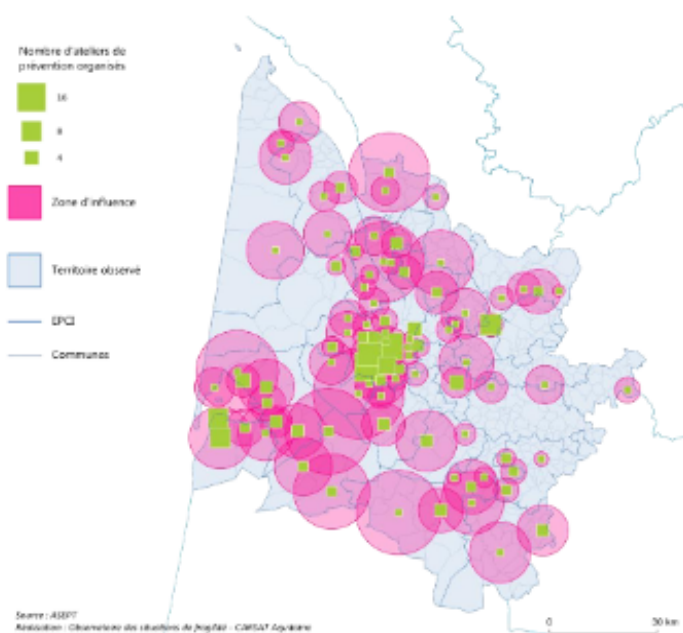 Nombre d'ateliers de
prévention organisés
16
8
4
Zone d'influence
Territoire observé
EPCI
Communes
Source : ASEPT
Réalisation : Observatoire des situations de fragilité - CARSAT Aquitaine
0
30 km